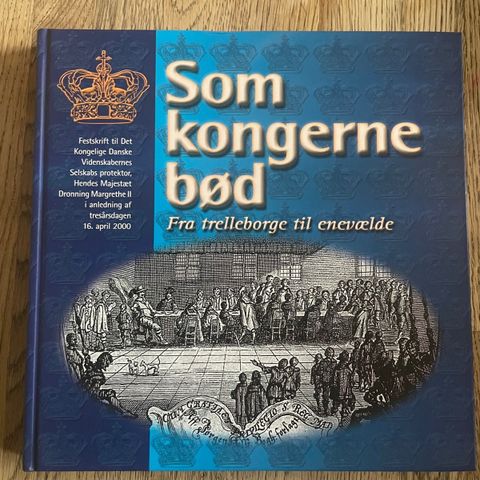 Festskrift til Det
Kongelige Danske
Videnskabernes
Selskabs protektor,
Hendes Majestæt
Dronning Margrethe II
i anledning af
tresårsdagen
16. april 2000
Som
kongerne
bød
Fra trelleborge til enevælde